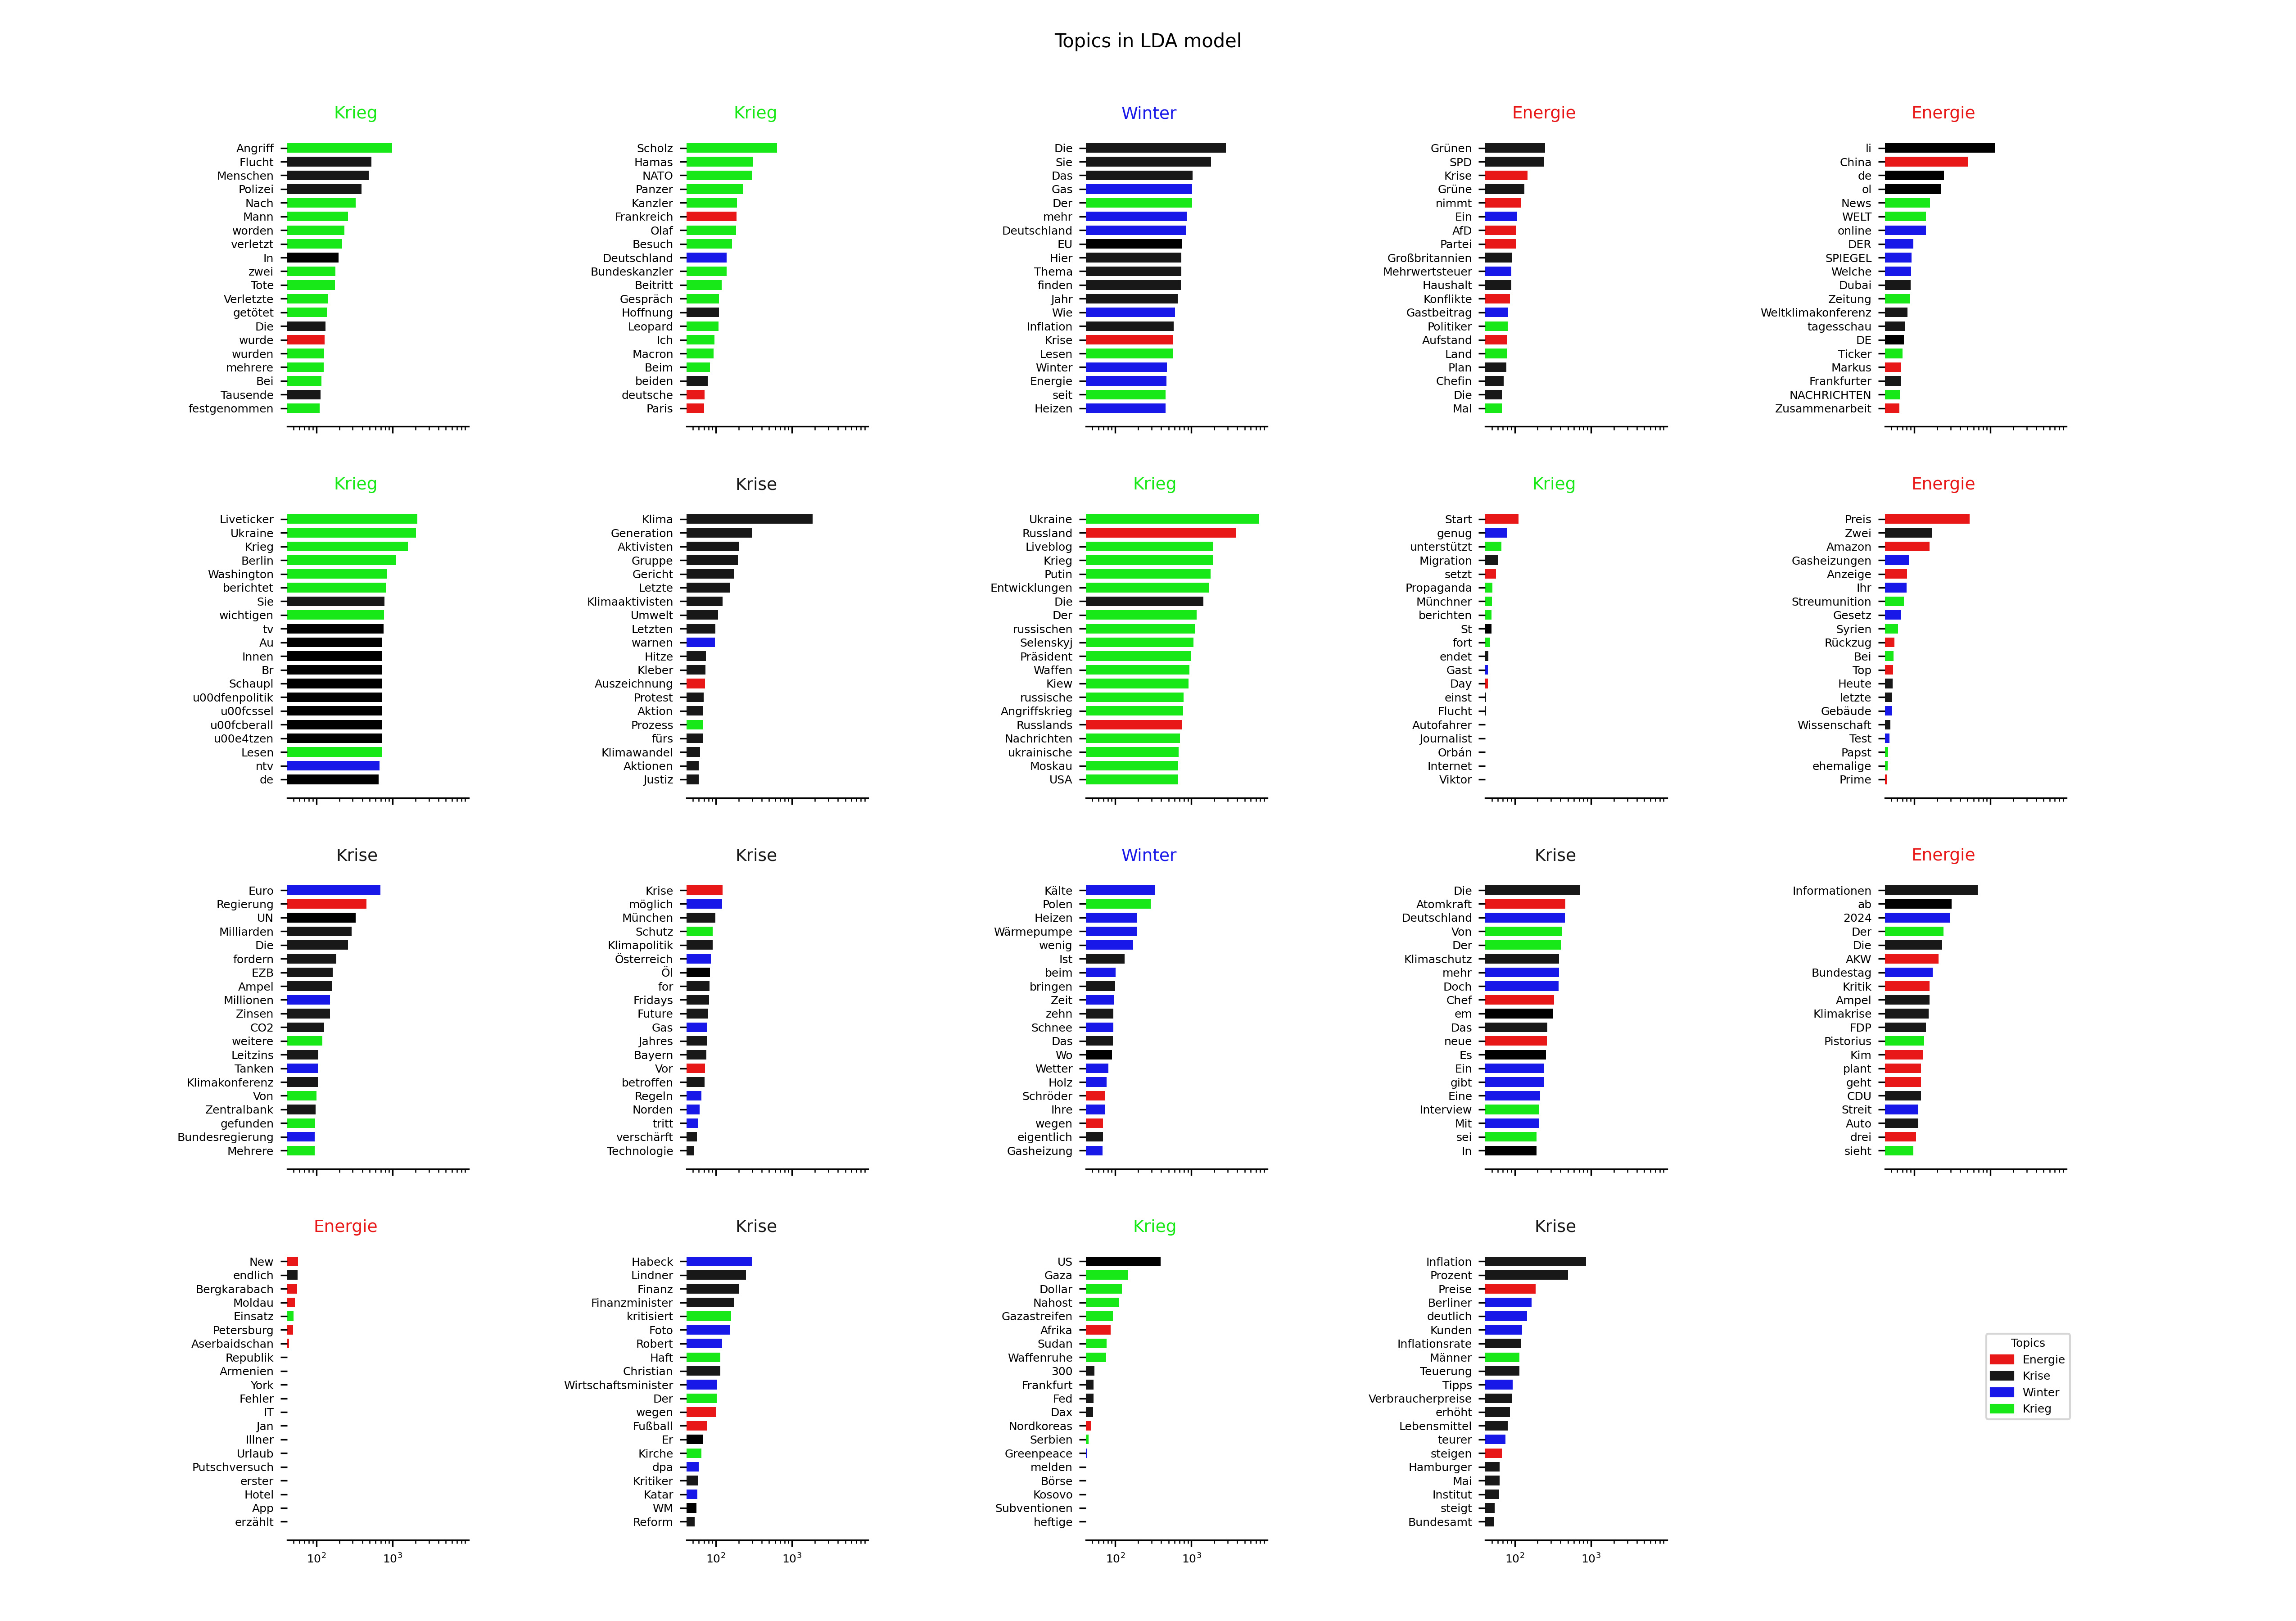 Topics in LDA model
Krieg
Angriff
Flucht
Menschen
Polizei
Nach
Mann
worden
verletzt
In
zwei
Tote
Verletzte
getötet
Die
wurde
wurden
mehrere
Bei
Tausende
festgenommen
Krieg
Scholz
Hamas
NATO
Panzer
Kanzler
Frankreich
Olaf
Besuch
Deutschland
Bundeskanzler
Beitritt
Gespräch
Hoffnung
Leopard
Ich
Macron
Beim
beiden
deutsche
Paris
Winter
Die
Sie
Das
Gas
Der
mehr
Deutschland
EU
Hier
Thema
finden
Jahr
Wie
Inflation
Krise
Lesen
Winter
Energie
seit
Heizen
Energie
Grünen
SPD
Krise
Grüne
nimmt
Ein
AfD
Partei
Großbritannien
Mehrwertsteuer
Haushalt
Konflikte
Gastbeitrag
Politiker
Aufstand
Land
Plan
Chefin
Die
Mal
Energie
li
China
de
ol
News
WELT
online
DER
SPIEGEL
Welche
Dubai
Zeitung
Weltklimakonferenz
tagesschau
DE
Ticker
Markus
Frankfurter
NACHRICHTEN
Zusammenarbeit
Krieg
Liveticker
Ukraine
Krieg
Berlin
Washington
berichtet
Sie
wichtigen
tv
Au
Innen
Br
Schaupl
u00dfenpolitik
u00fcssel
u00fcberall
u00e4tzen
Lesen
ntv
de
Krise
Klima
Generation
Aktivisten
Gruppe
Gericht
Letzte
Klimaaktivisten
Umwelt
Letzten
warnen
Hitze
Kleber
Auszeichnung
Protest
Aktion
Prozess
fürs
Klimawandel
Aktionen
Justiz
Krieg
Ukraine
Russland
Liveblog
Krieg
Putin
Entwicklungen
Die
Der
russischen
Selenskyj
Präsident
Waffen
Kiew
russische
Angriffskrieg
Russlands
Nachrichten
ukrainische
Moskau
USA
Krieg
Start
genug
unterstützt
Migration
setzt
Propaganda
Münchner
berichten
St
fort
endet
Gast
Day
einst
Flucht
Autofahrer
Journalist
Orbán
Internet
Viktor
Energie
Preis
Zwei
Amazon
Gasheizungen
Anzeige
Ihr
Streumunition
Gesetz
Syrien
Rückzug
Bei
Top
Heute
letzte
Gebäude
Wissenschaft
Test
Papst
ehemalige
Prime
Krise
Euro
Regierung
UN
Milliarden
Die
fordern
EZB
Ampel
Millionen
Zinsen
CO2
weitere
Leitzins
Tanken
Klimakonferenz
Von
Zentralbank
gefunden
Bundesregierung
Mehrere
Krise
Krise
möglich
München
Schutz
Klimapolitik
Österreich
Öl
for
Fridays
Future
Gas
Jahres
Bayern
Vor
betroffen
Regeln
Norden
tritt
verschärft
Technologie
Winter
Kälte
Polen
Heizen
Wärmepumpe
wenig
Ist
beim
bringen
Zeit
zehn
Schnee
Das
Wo
Wetter
Holz
Schröder
Ihre
wegen
eigentlich
Gasheizung
Krise
Die
Atomkraft
Deutschland
Von
Der
Klimaschutz
mehr
Doch
Chef
em
Das
neue
Es
Ein
gibt
Eine
Interview
Mit
sei
In
Energie
Informationen
ab
2024
Der
Die
AKW
Bundestag
Kritik
Ampel
Klimakrise
FDP
Pistorius
Kim
plant
geht
CDU
Streit
Auto
drei
sieht
Energie
New
endlich
Bergkarabach
Moldau
Einsatz
Petersburg
Aserbaidschan
Republik
Armenien
York
Fehler
IT
Jan
Illner
Urlaub
Putschversuch
erster
Hotel
App
erzählt
10² 10³
Krise
Habeck
Lindner
Finanz
Finanzminister
kritisiert
Foto
Robert
Haft
Christian
Wirtschaftsminister
Der
wegen
Fußball
Er
Kirche
dpa
Kritiker
Katar
WM
Reform
10² 10³
Krieg
US
Gaza
Dollar
Nahost
Gazastreifen
Afrika
Sudan
Waffenruhe
300
Frankfurt
Fed
Dax
Nordkoreas
Serbien
Greenpeace
melden
Börse
Kosovo
Subventionen
heftige
10² 10³
Krise
Inflation
Prozent
Preise
Berliner
deutlich
Kunden
Inflationsrate
Männer
Teuerung
Tipps
Verbraucherpreise
erhöht
Lebensmittel
teurer
steigen
Hamburger
Mai
Institut
steigt
Bundesamt
10² 10³
Topics
Energie
Krise
Winter
Krieg